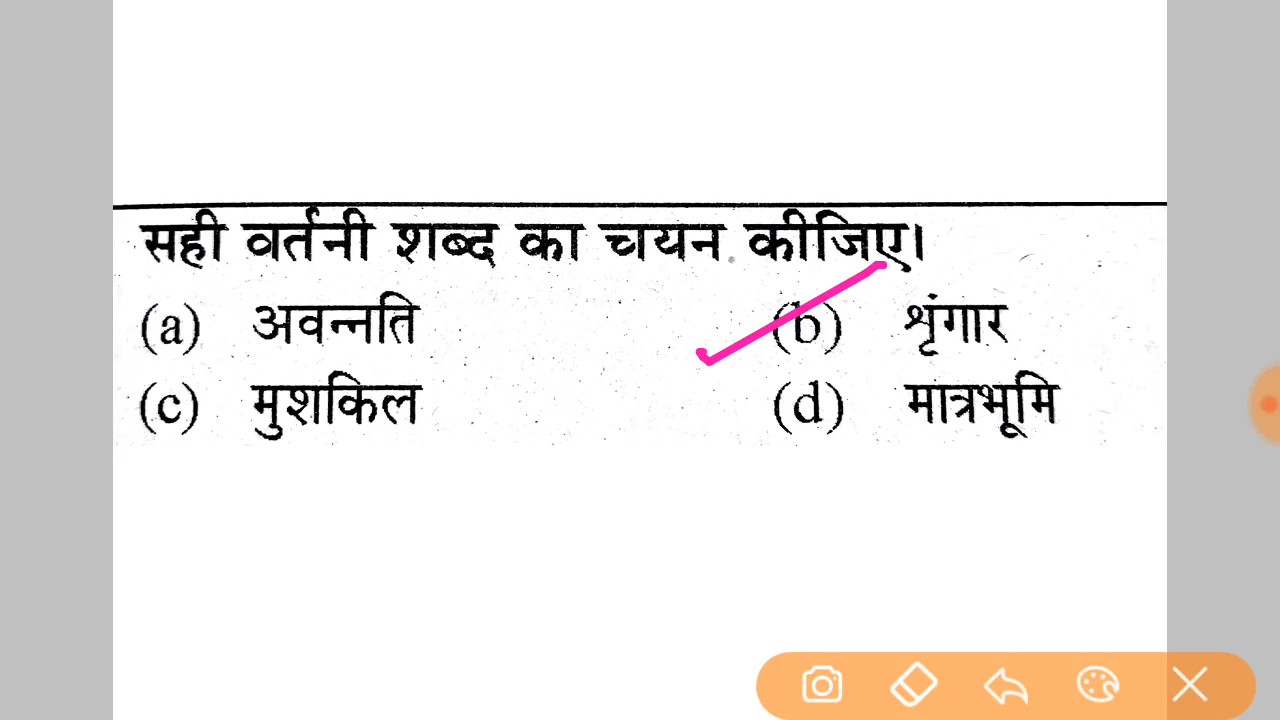 सही वर्तनी शब्द का चयन कीजिए।
(a) अवन्नति (b) शृंगार
(c) मुशकिल (d) मात्रभूमि